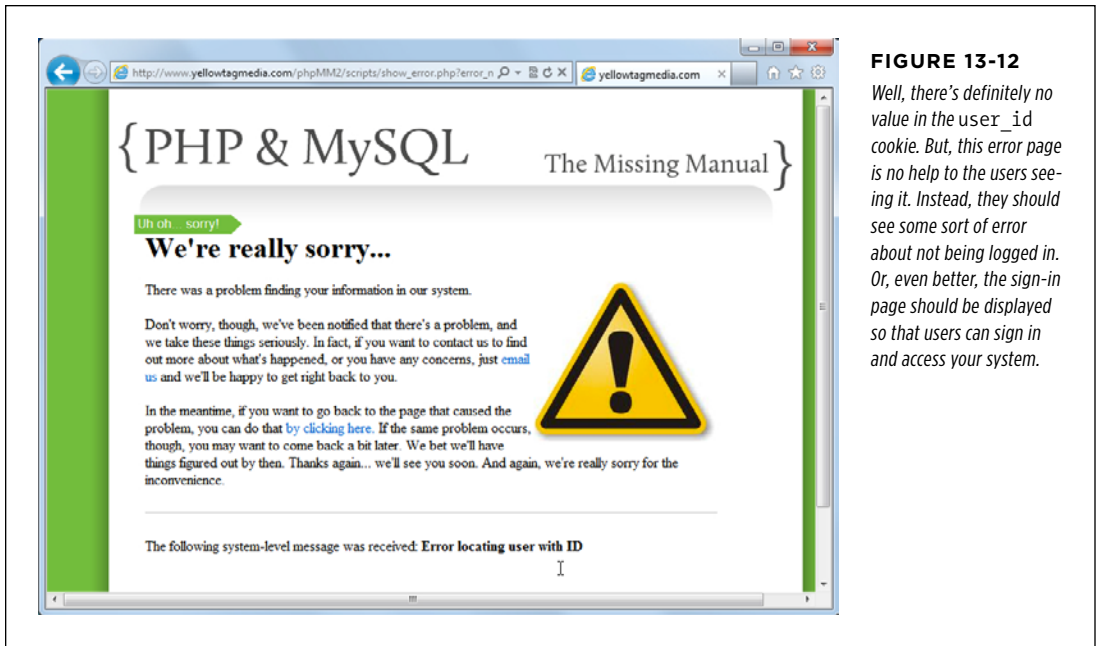 http://www.yellowtagmedia.com/phpMM2/scripts/show_error.php?error_n
yellowtagmedia.com
{PHP & MySQL
The Missing Manual}
Uh oh... sorry!
We're really sorry...
There was a problem finding your information in our system.
Don't worry, though, we've been notified that there's a problem, and
we take these things seriously. In fact, if you want to contact us to find
out more about what's happened, or you have any concerns, just email
us and we'll be happy to get right back to you.
In the meantime, if you want to go back to the page that caused the
problem, you can do that by clicking here. If the same problem occurs,
though, you may want to come back a bit later. We bet we'll have
things figured out by then. Thanks again... we'll see you soon. And again, we're really sorry for the
inconvenience.
The following system-level message was received: Error locating user with ID
FIGURE 13-12
Well, there's definitely no
value in the user_id
cookie. But, this error page
is no help to the users see-
ing it. Instead, they should
see some sort of error
about not being logged in.
Or, even better, the sign-in
page should be displayed
so that users can sign in
and access your system.